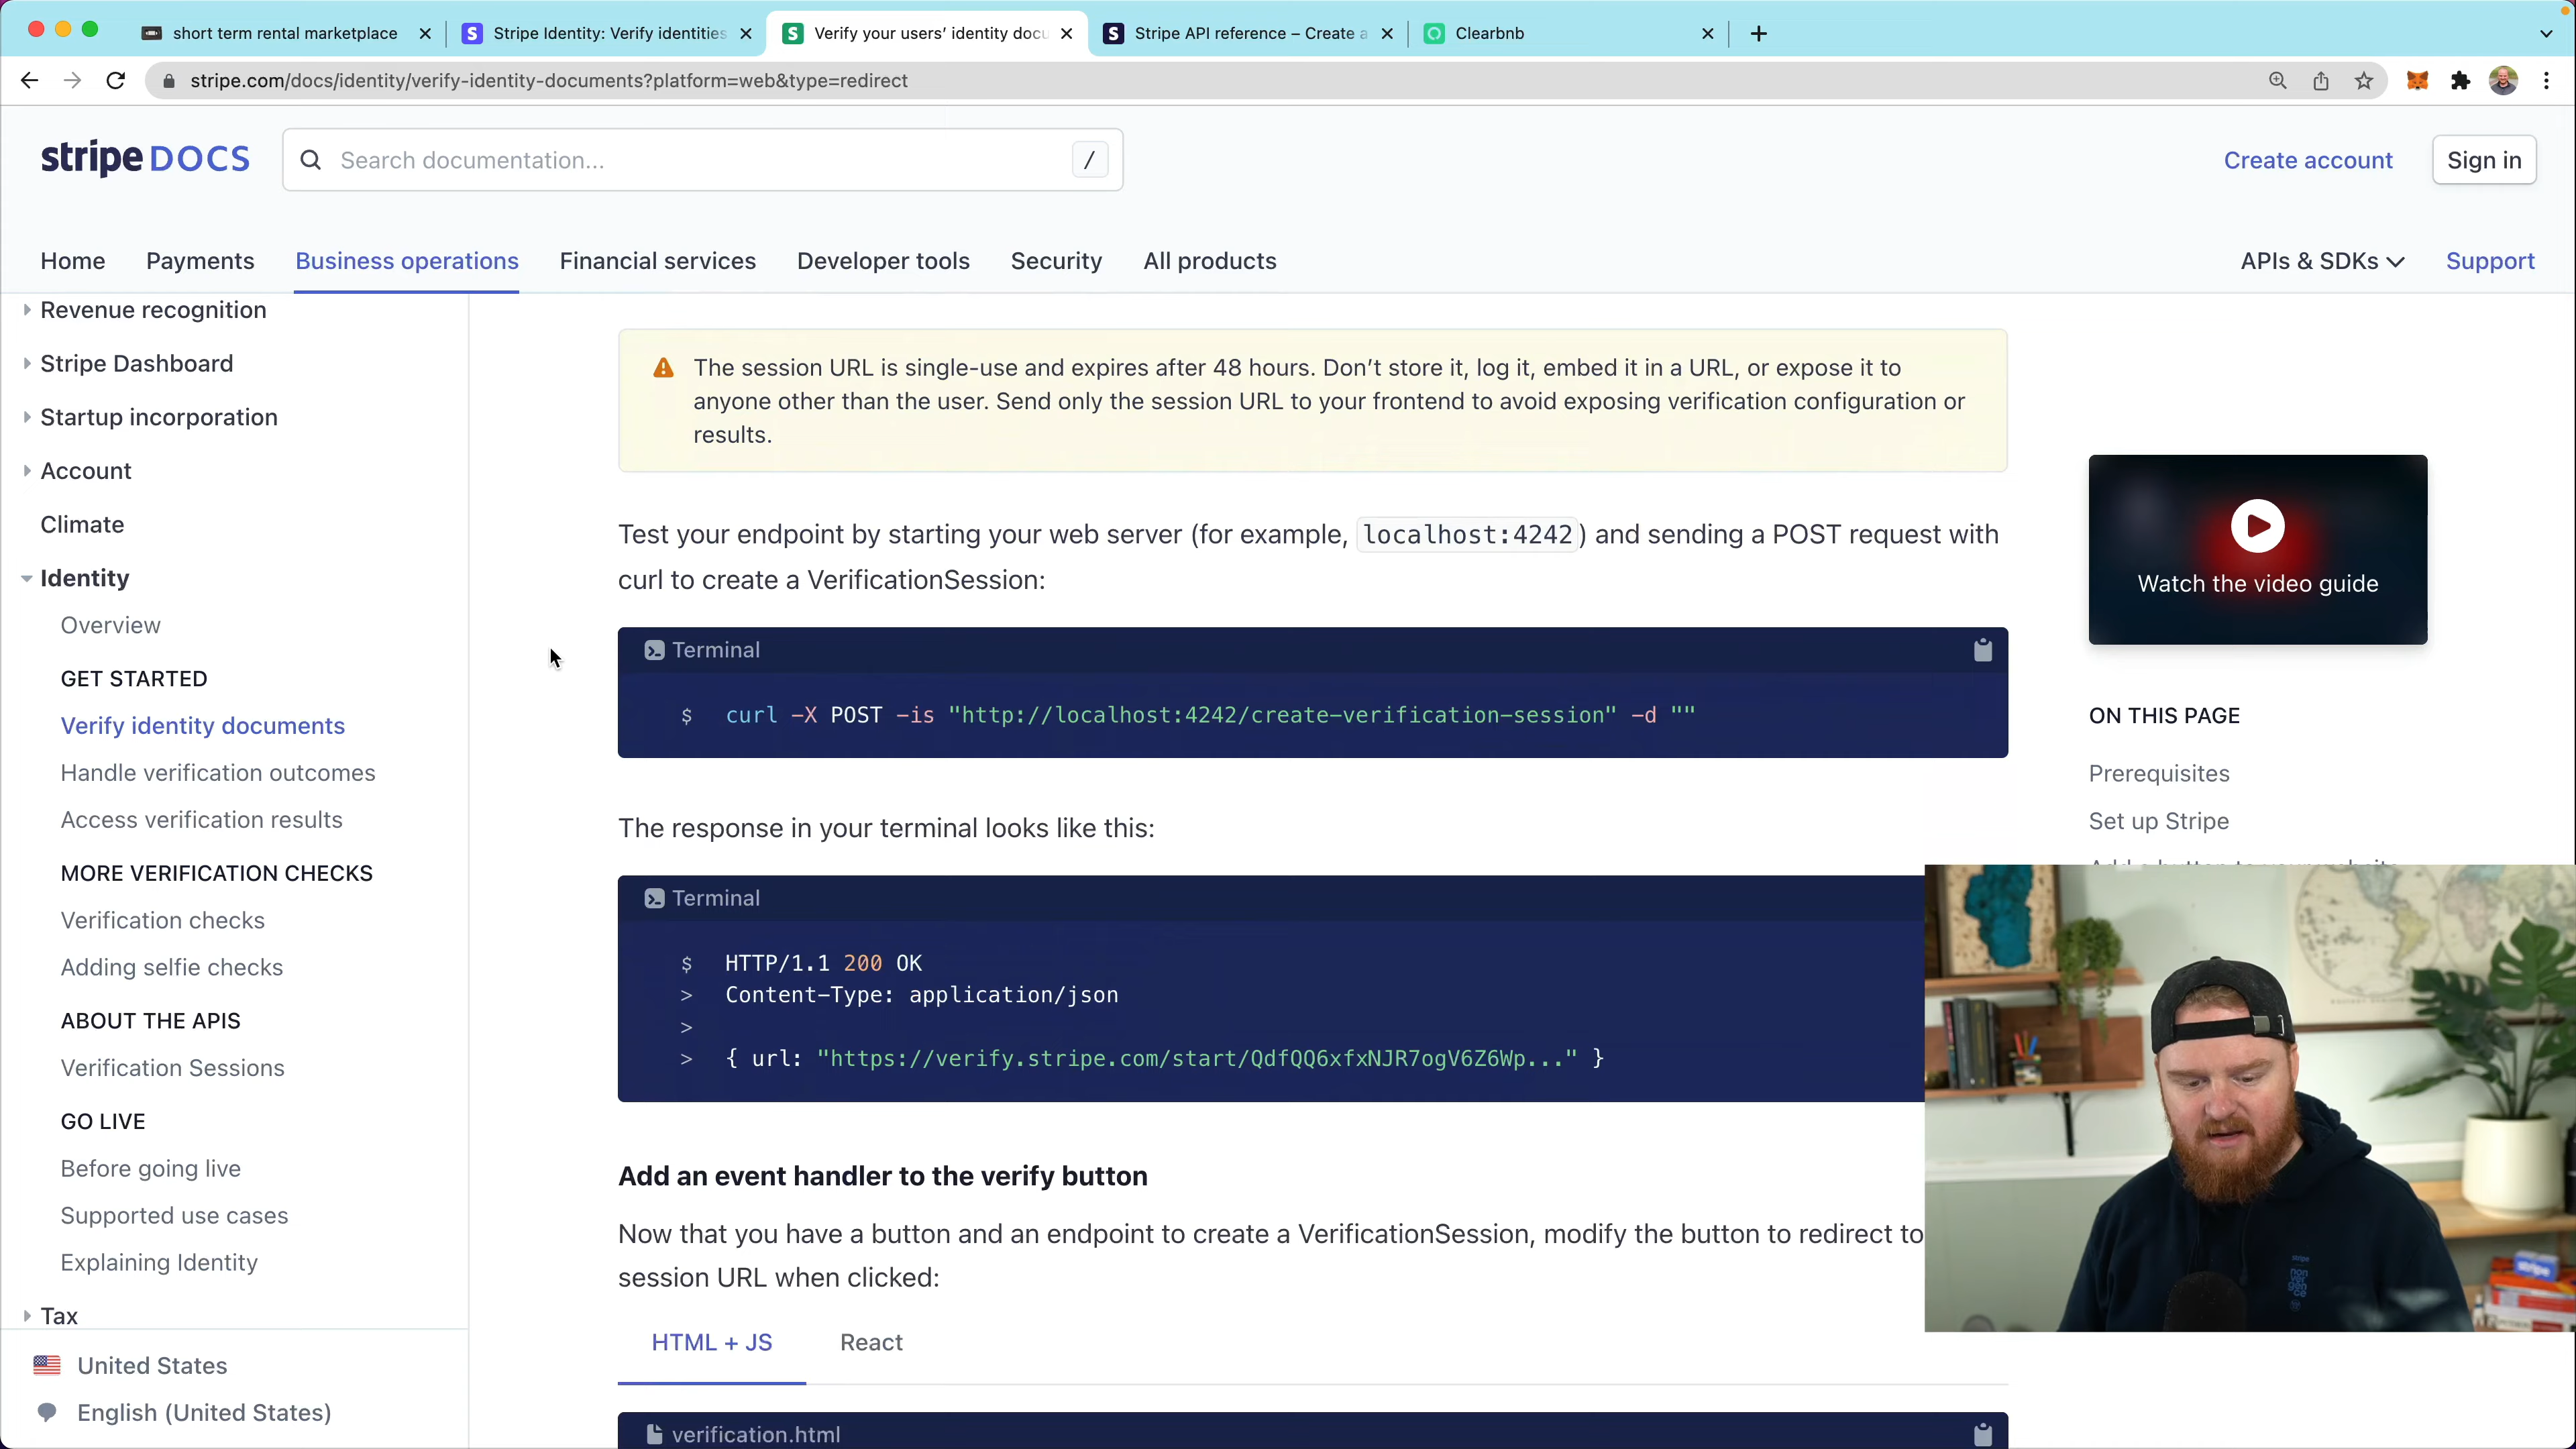 short term rental marketplace
Stripe Identity: Verify identities
Verify your users’ identity docu
Stripe API reference – Create a
Clearbnb
stripe.com/docs/identity/verify-identity-documents?platform=web&type=redirect
stripe DOCS
Search documentation...
/
Create account
Sign in
Home
Payments
Business operations
Financial services
Developer tools
Security
All products
APIs & SDKs
Support
Revenue recognition
Stripe Dashboard
Startup incorporation
Account
Climate
Identity
Overview
GET STARTED
Verify identity documents
Handle verification outcomes
Access verification results
MORE VERIFICATION CHECKS
Verification checks
Adding selfie checks
ABOUT THE APIS
Verification Sessions
GO LIVE
Before going live
Supported use cases
Explaining Identity
Tax
United States
English (United States)
The session URL is single-use and expires after 48 hours. Don’t store it, log it, embed it in a URL, or expose it to
anyone other than the user. Send only the session URL to your frontend to avoid exposing verification configuration or
results.
Test your endpoint by starting your web server (for example, localhost:4242) and sending a POST request with
curl to create a VerificationSession:
Terminal
$ curl -X POST -is "http://localhost:4242/create-verification-session" -d ""
The response in your terminal looks like this:
Terminal
$ HTTP/1.1 200 OK
> Content-Type: application/json
>
> { url: "https://verify.stripe.com/start/QdfQQ6xfxNJR7ogV6Z6Wp..." }
Add an event handler to the verify button
Now that you have a button and an endpoint to create a VerificationSession, modify the button to redirect to
session URL when clicked:
HTML + JS
React
verification.html
Watch the video guide
ON THIS PAGE
Prerequisites
Set up Stripe
stripe